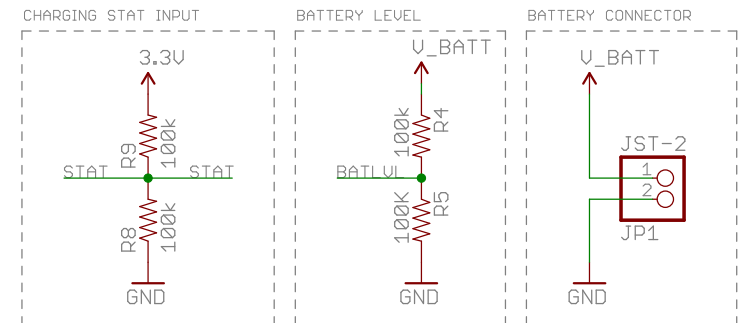 CHARGING STAT INPUT
3.3V
R9
100k
STAT
STAT
R8
100k
GND
BATTERY LEVEL
V_BATT
100k
R4
BATLVL
100K
R5
GND
BATTERY CONNECTOR
V_BATT
JST-2
1
2
JP1
GND